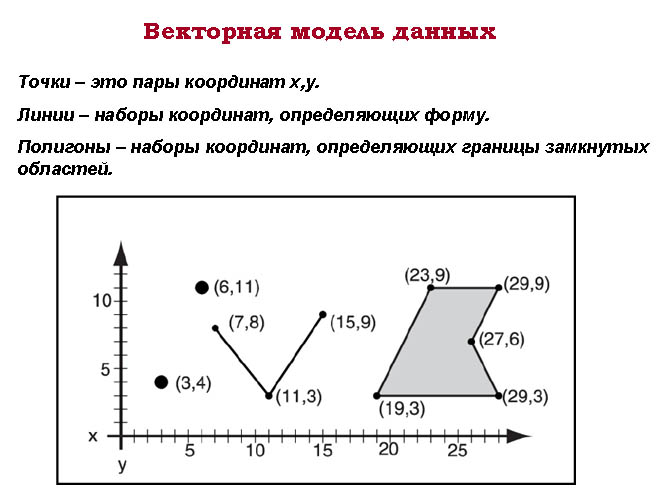 Векторная модель данных
Точки – это пары координат x,y.
Линии – наборы координат, определяющих форму.
Полигоны – наборы координат, определяющих границы замкнутых
областей.
(23,9)
(6,11)
(29,9)
10
(7,8)
(15,9)
(27,6)
5
(3,4)
(11,3)
(29,3)
(19,3)
x
5
10
15
20
25
y